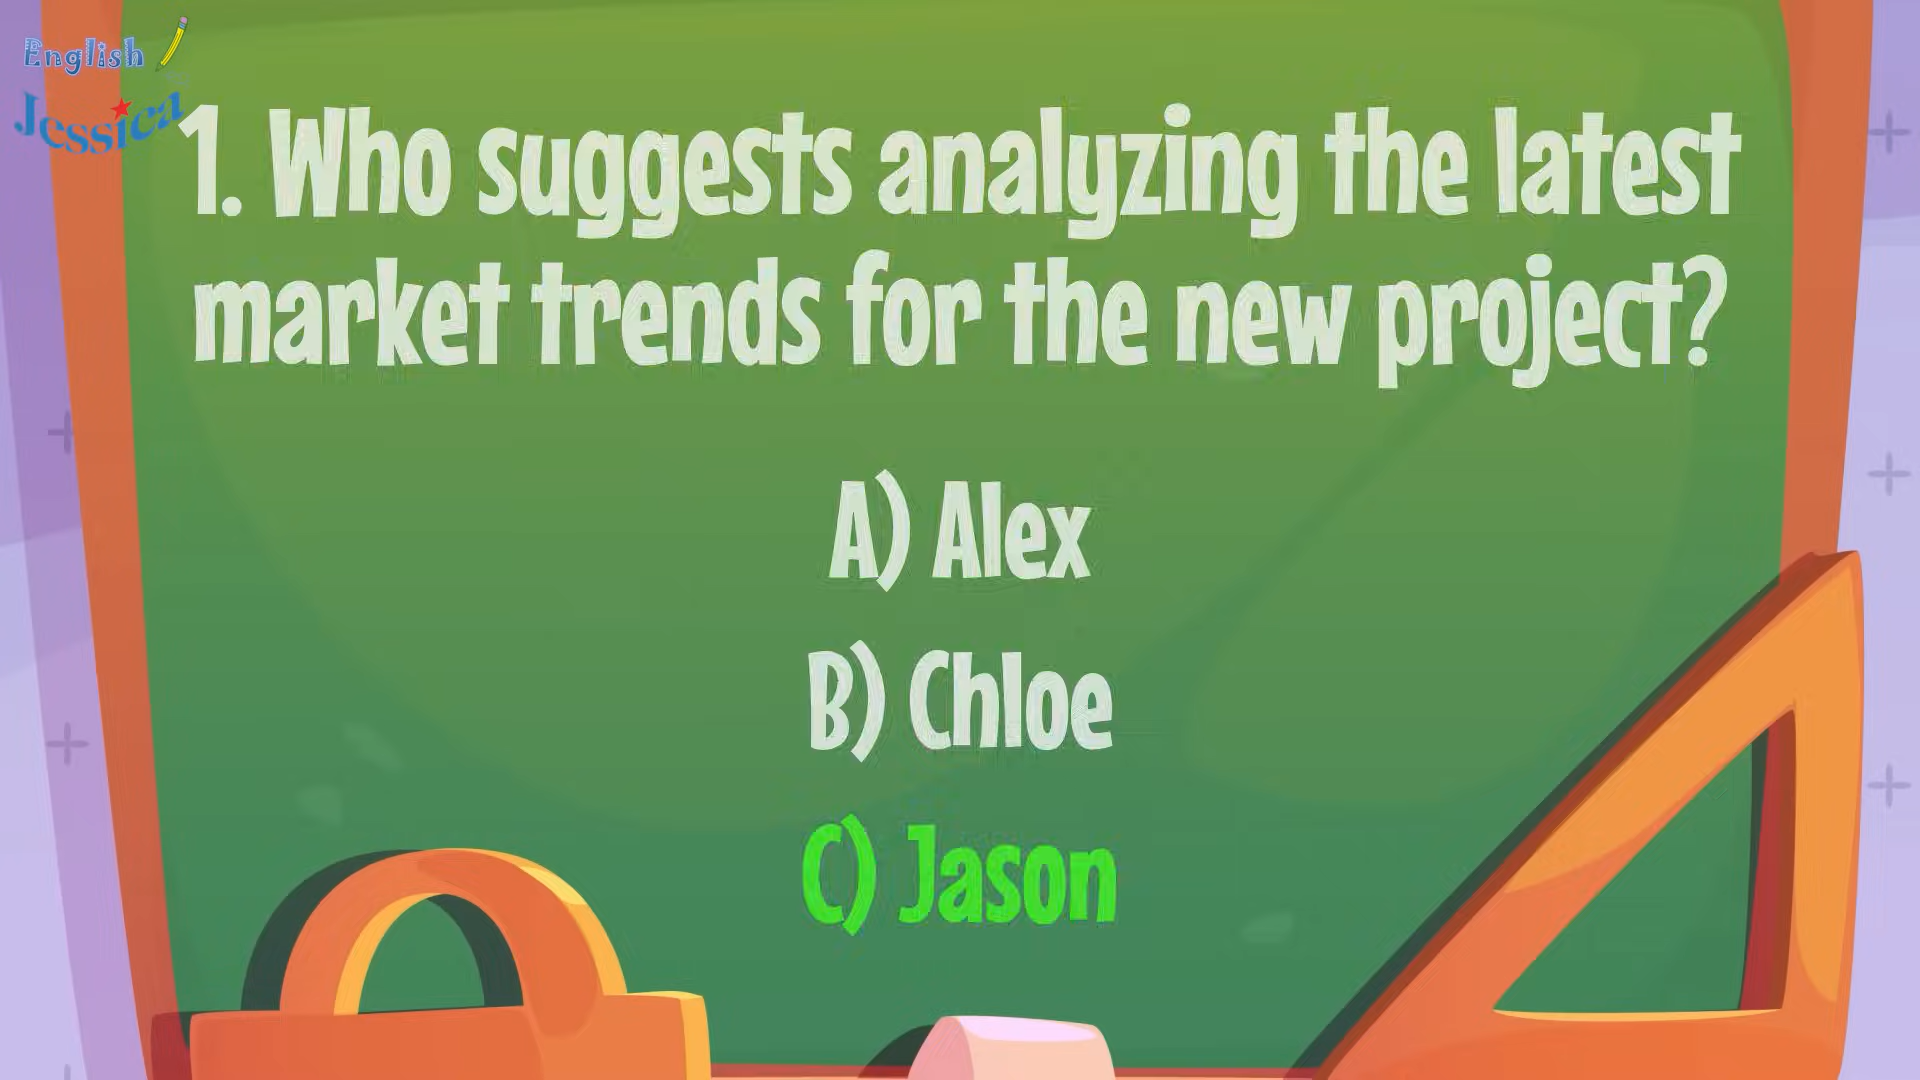 English
Jessica
1. Who suggests analyzing the latest
market trends for the new project?
A) Alex
B) Chloe
C) Jason